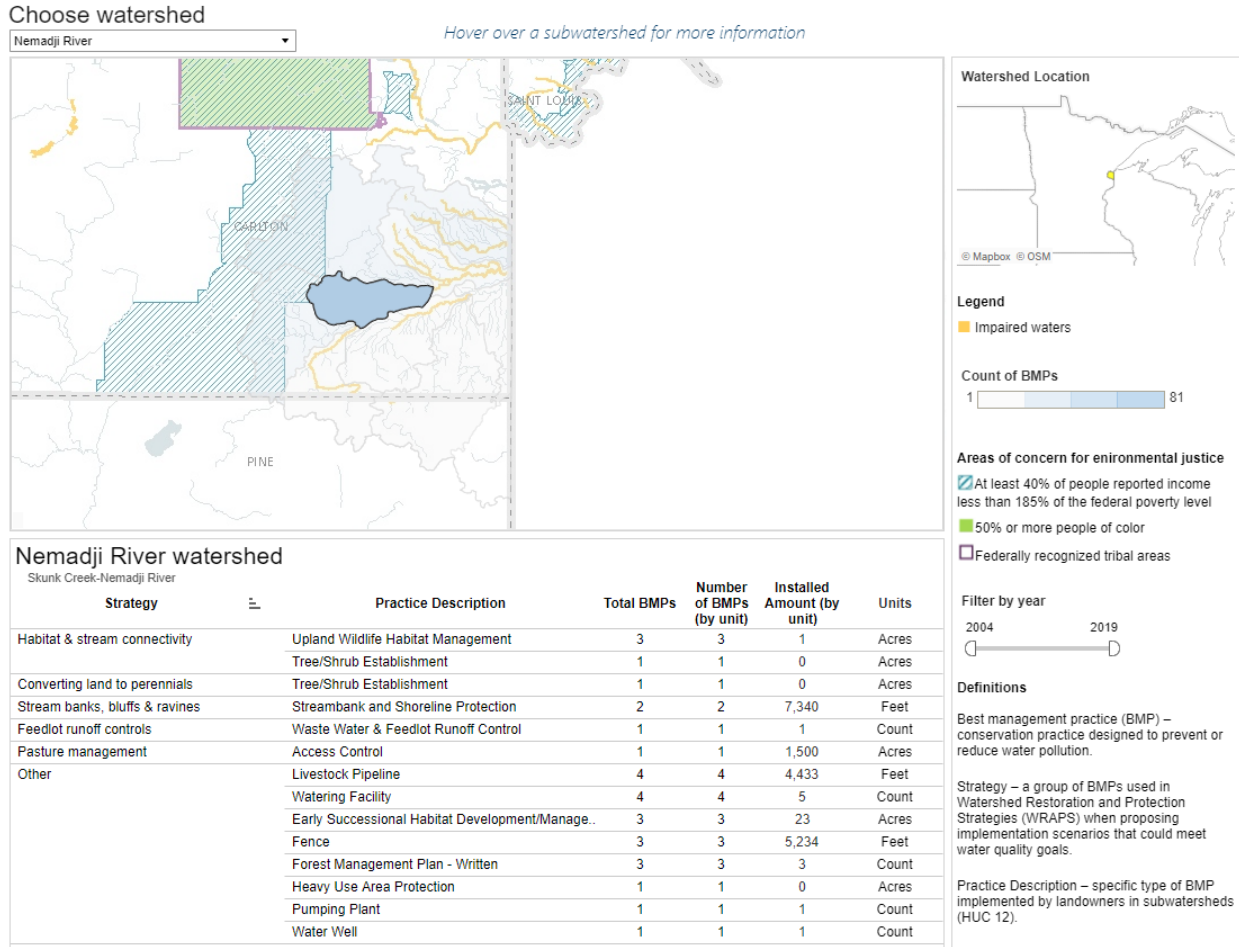 Choose watershed
Nemadji River
Hover over a subwatershed for more information
SAINT LOUIS
CARLTON
PINE
Watershed Location
© Mapbox © OSM
Legend
Impaired waters
Count of BMPs
1 81
Areas of concern for enironmental justice
At least 40% of people reported income
less than 185% of the federal poverty level
50% or more people of color
Federally recognized tribal areas
Filter by year
2004 2019
Definitions
Best management practice (BMP) –
conservation practice designed to prevent or
reduce water pollution.
Strategy – a group of BMPs used in
Watershed Restoration and Protection
Strategies (WRAPS) when proposing
implementation scenarios that could meet
water quality goals.
Practice Description – specific type of BMP
implemented by landowners in subwatersheds
(HUC 12).
Nemadji River watershed
Skunk Creek-Nemadji River
Strategy Practice Description Total BMPs Number of BMPs (by unit) Installed Amount (by unit) Units
Habitat & stream connectivity Upland Wildlife Habitat Management 3 3 1 Acres
Tree/Shrub Establishment 1 1 0 Acres
Converting land to perennials Tree/Shrub Establishment 1 1 0 Acres
Stream banks, bluffs & ravines Streambank and Shoreline Protection 2 2 7,340 Feet
Feedlot runoff controls Waste Water & Feedlot Runoff Control 1 1 1 Count
Pasture management Access Control 1 1 1,500 Acres
Other Livestock Pipeline 4 4 4,433 Feet
Watering Facility 4 4 5 Count
Early Successional Habitat Development/Manage.. 3 3 23 Acres
Fence 3 3 5,234 Feet
Forest Management Plan - Written 3 3 3 Count
Heavy Use Area Protection 1 1 0 Acres
Pumping Plant 1 1 1 Count
Water Well 1 1 1 Count